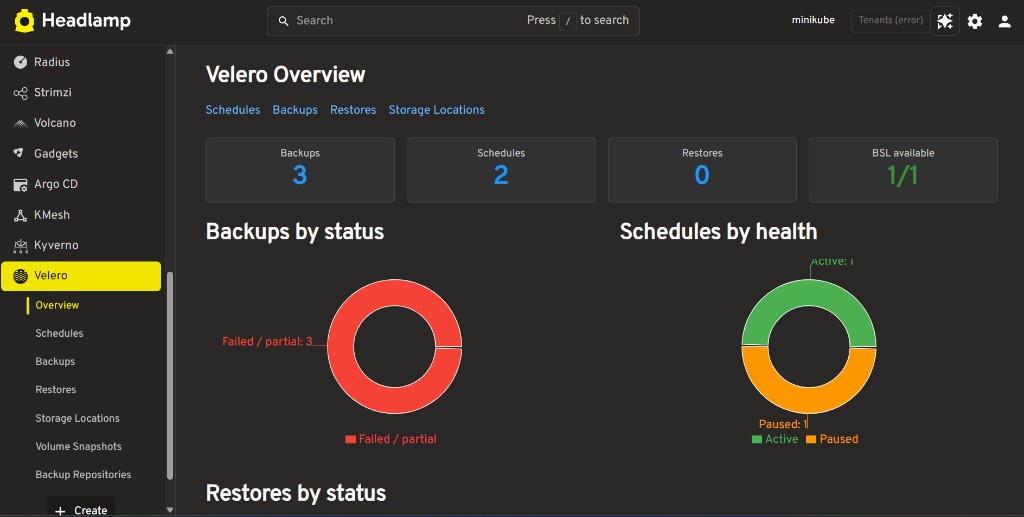 Headlamp
Search
Press / to search
minikube
Tenants (error)
Radius
Strimzi
Volcano
Gadgets
Argo CD
KMesh
Kyverno
Velero
Overview
Schedules
Backups
Restores
Storage Locations
Volume Snapshots
Backup Repositories
+ Create
Velero Overview
Schedules Backups Restores Storage Locations
Backups
3
Schedules
2
Restores
0
BSL available
1/1
Backups by status
Failed / partial: 3
Failed / partial
Schedules by health
Active: 1
Paused: 1
Active Paused
Restores by status